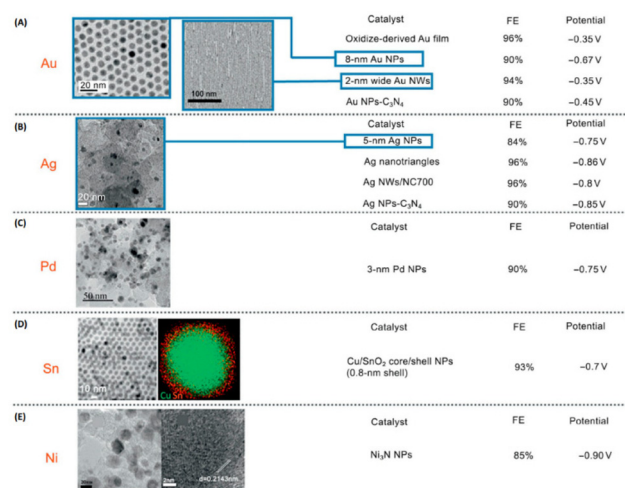 (A)
Au
20 nm
100 nm
Catalyst FE Potential
Oxidize-derived Au film 96% −0.35 V
8-nm Au NPs 90% −0.67 V
2-nm wide Au NWs 94% −0.35 V
Au NPs-C₃N₄ 90% −0.45 V
(B)
Ag
20 nm
Catalyst FE Potential
5-nm Ag NPs 84% −0.75 V
Ag nanotriangles 96% −0.86 V
Ag NWs/NC700 96% −0.8 V
Ag NPs-C₃N₄ 90% −0.85 V
(C)
Pd
50 nm
Catalyst FE Potential
3-nm Pd NPs 90% −0.75 V
(D)
Sn
10 nm
Cu Sn
Catalyst FE Potential
Cu/SnO₂ core/shell NPs 93% −0.7 V
(0.8-nm shell)
(E)
Ni
2nm
d=0.2143nm
Catalyst FE Potential
Ni₃N NPs 85% −0.90 V